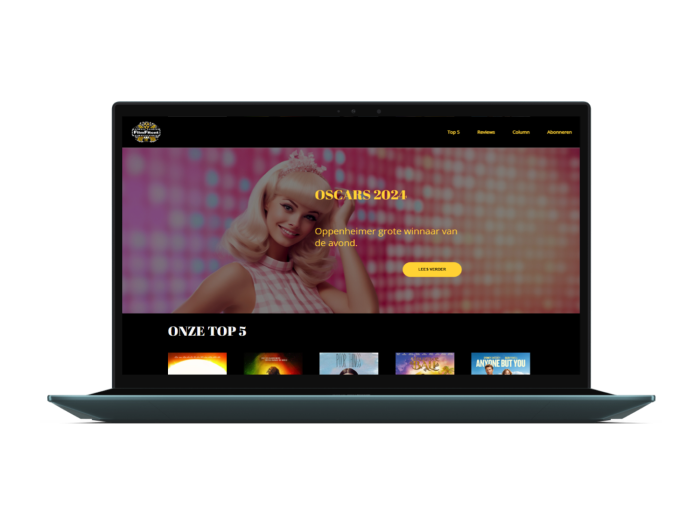 Top 5 Reviews Column Abonneren
OSCARS 2024
Oppenheimer grote winnaar van
de avond.
LEES VERDER
ONZE TOP 5
ANYONE BUT YOU